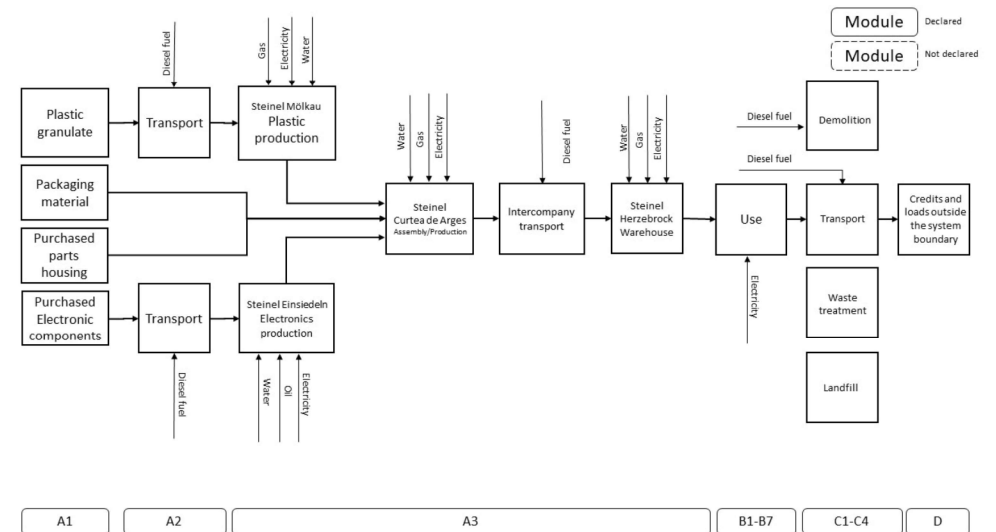 Module
Declared
Module
Not declared
Diesel fuel
Gas
Electricity
Water
Plastic
granulate
Transport
Steinel Mölkau
Plastic
production
Diesel fuel
Demolition
Diesel fuel
Packaging
material
Water
Gas
Electricity
Diesel fuel
Water
Gas
Electricity
Steinel
Curtea de Arges
Assembly/Production
Intercompany
transport
Steinel
Herzebrock
Warehouse
Use
Transport
Credits and
loads outside
the system
boundary
Purchased
parts
housing
Purchased
Electronic
components
Transport
Steinel Einsiedeln
Electronics
production
Electricity
Waste
treatment
Diesel fuel
Water
Oil
Electricity
Landfill
A1
A2
A3
B1-B7
C1-C4
D